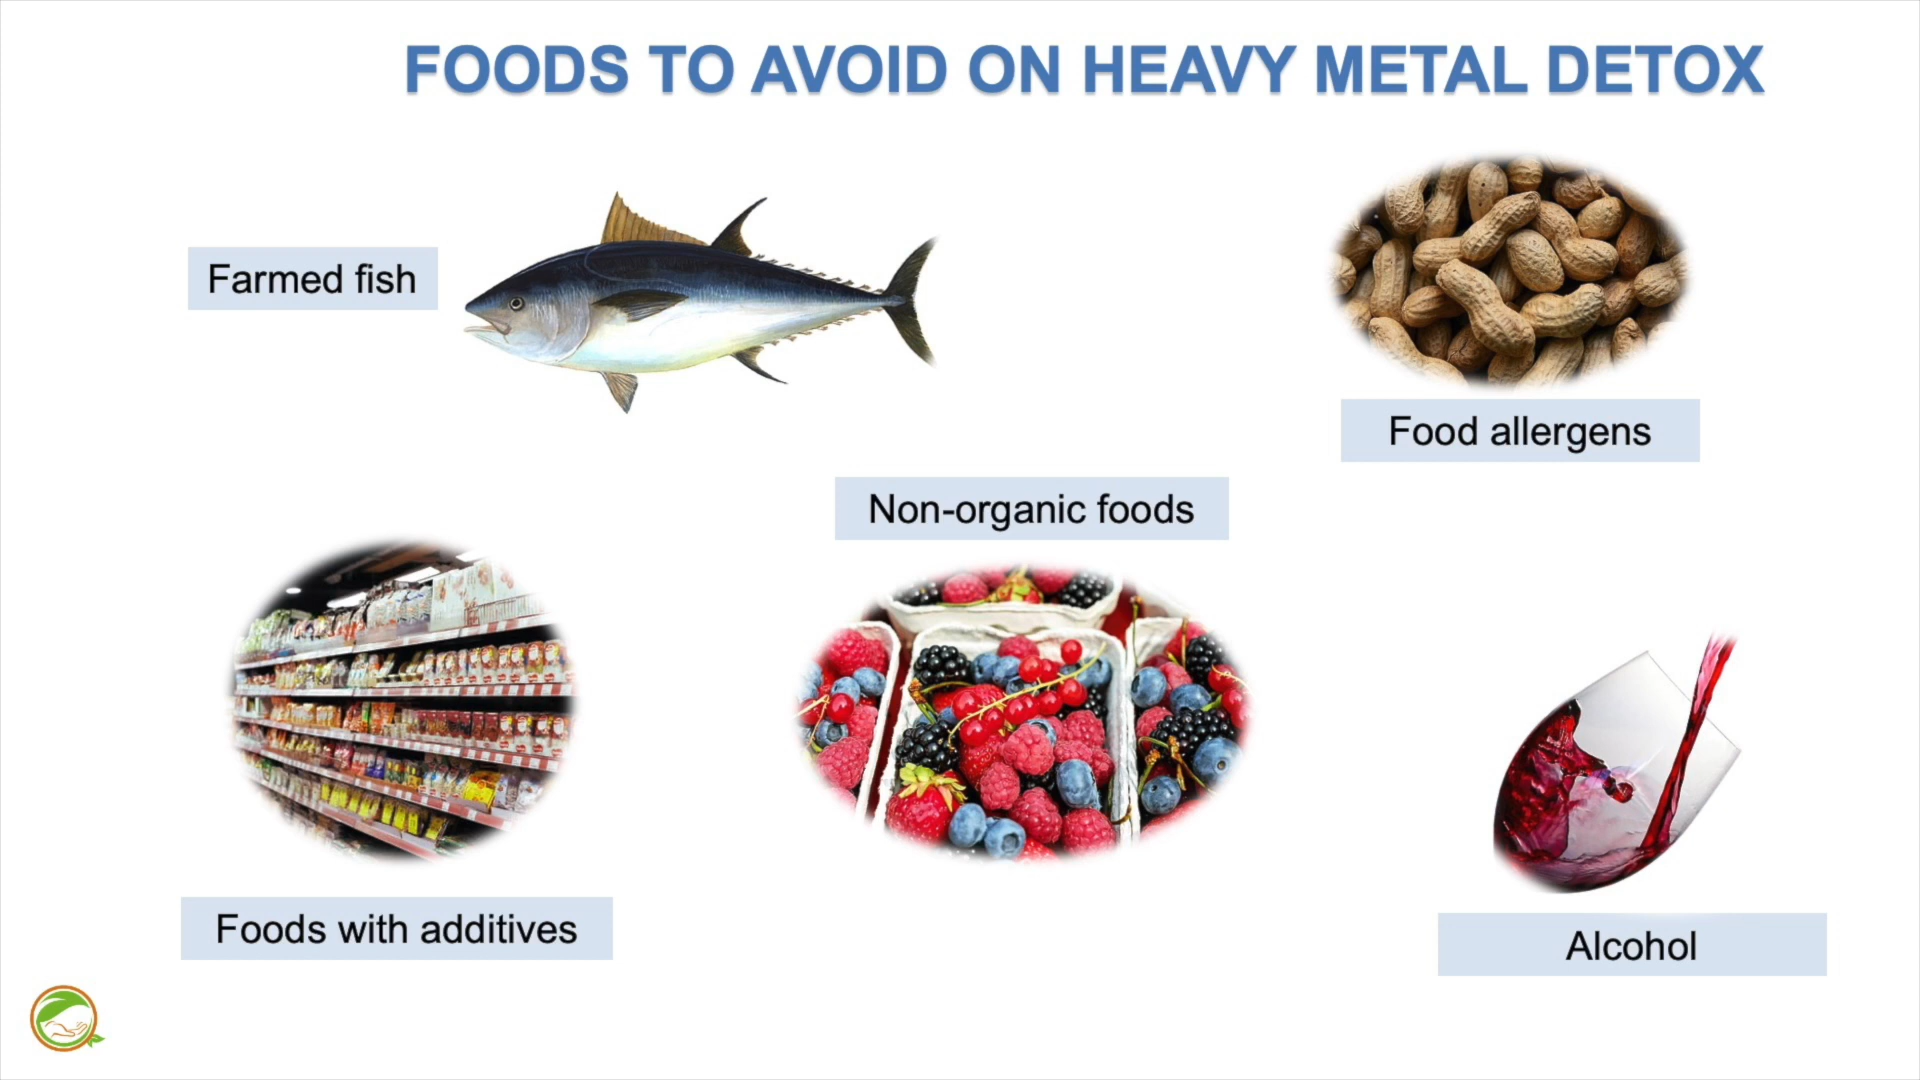 FOODS TO AVOID ON HEAVY METAL DETOX
Farmed fish
Food allergens
Non-organic foods
Foods with additives
Alcohol